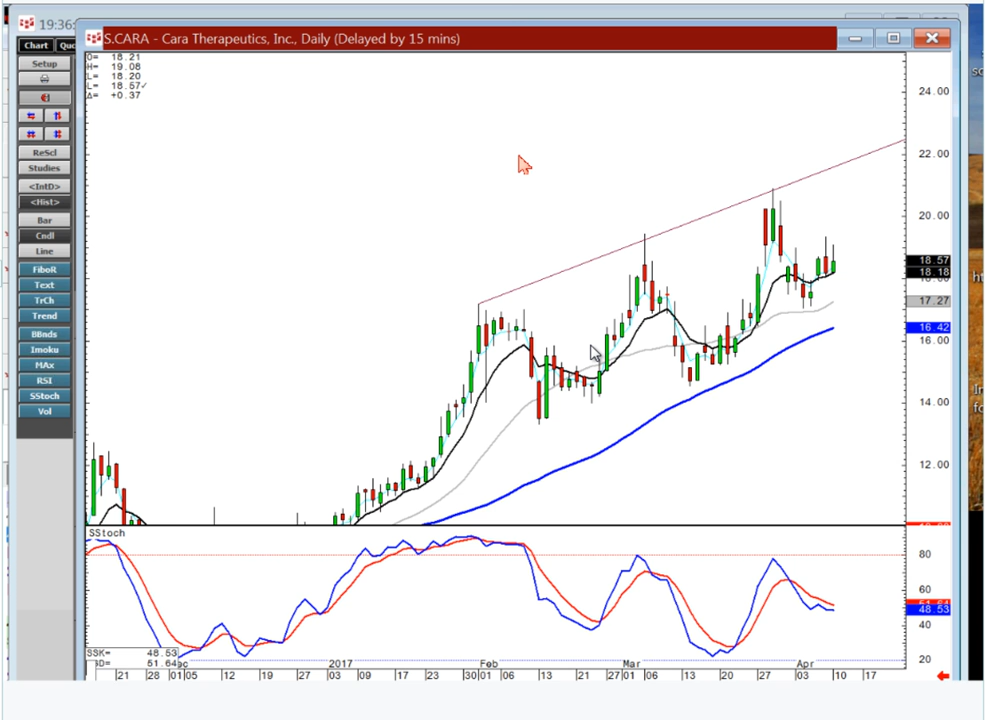 19:36:
S.CARA - Cara Therapeutics, Inc., Daily (Delayed by 15 mins)
Chart
Quo
Setup
ReScl
Studies
<IntD>
<Hist>
Bar
Cndl
Line
FiboR
Text
TrCh
Trend
BBnds
Imoku
MAx
RSI
SStoch
Vol
O= 18.21
H= 19.08
L= 18.20
L= 18.57✓
Δ= +0.37
24.00
22.00
20.00
18.57
18.18
17.27
16.42
16.00
14.00
12.00
SStoch
80
60
48.53
40
20
SSK= 48.53
SD= 51.64
21 28 01 05 12 19 27 03 09 17 23 30 01 06 13 21 27 01 06 13 20 27 03 10 17
2017 Feb Mar Apr